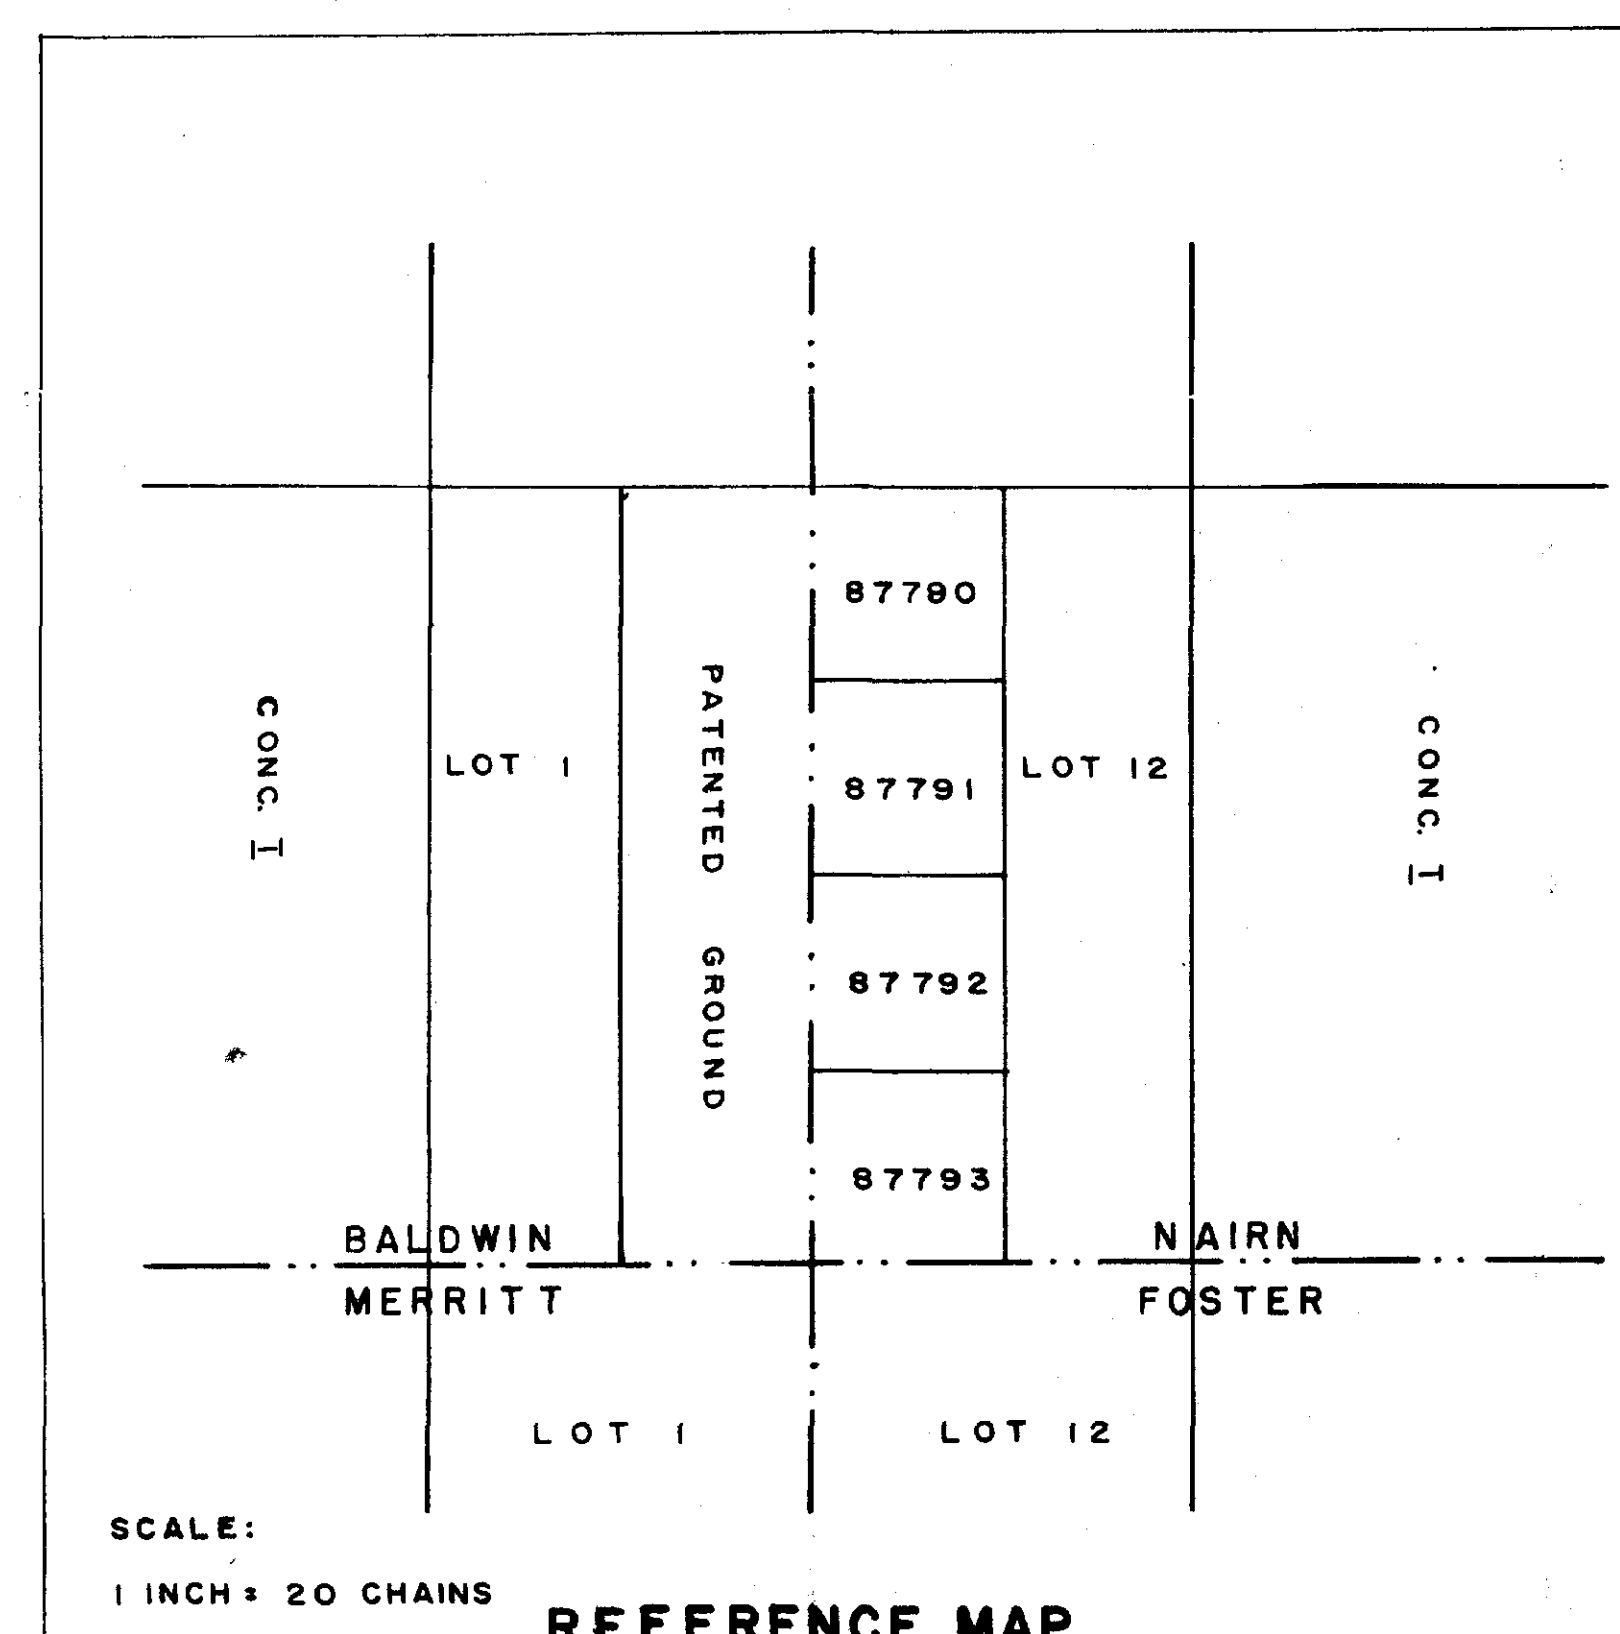 87790
CONC. I
LOT 1
PATENTED GROUND
87791
LOT 12
CONC. I
87792
87793
BALDWIN
NAIRN
MERRITT
FOSTER
LOT 1
LOT 12
SCALE:
1 INCH = 20 CHAINS
REFERENCE MAP